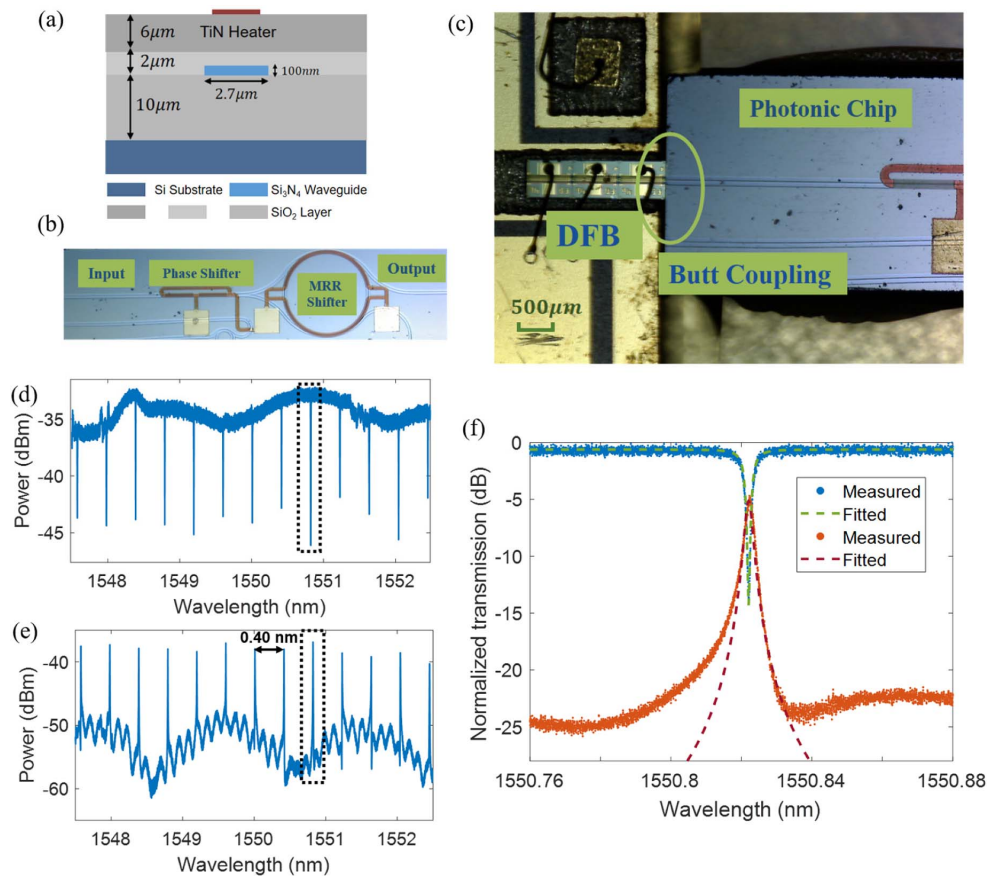 (a)
6μm
TiN Heater
2μm
100nm
2.7μm
10μm
Si Substrate
Si₃N₄ Waveguide
SiO₂ Layer
(b)
Input
Phase Shifter
MRR
Shifter
Output
(c)
Photonic Chip
DFB
Butt Coupling
500μm
(d)
Power (dBm)
-35
-40
-45
1548 1549 1550 1551 1552
Wavelength (nm)
(e)
0.40 nm
Power (dBm)
-40
-50
-60
1548 1549 1550 1551 1552
Wavelength (nm)
(f)
Normalized transmission (dB)
0
-5
-10
-15
-20
-25
Measured
Fitted
Measured
Fitted
1550.76 1550.8 1550.84 1550.88
Wavelength (nm)